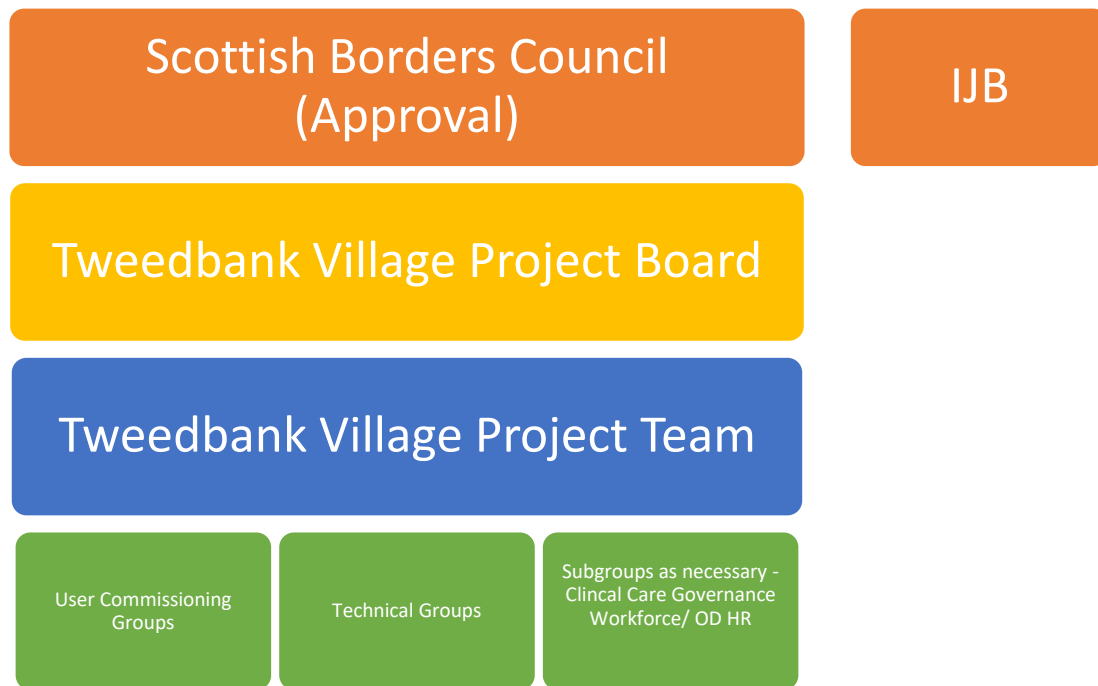 Scottish Borders Council
(Approval)
IJB
Tweedbank Village Project Board
Tweedbank Village Project Team
User Commissioning
Groups
Technical Groups
Subgroups as necessary -
Clincal Care Governance
Workforce/ OD HR